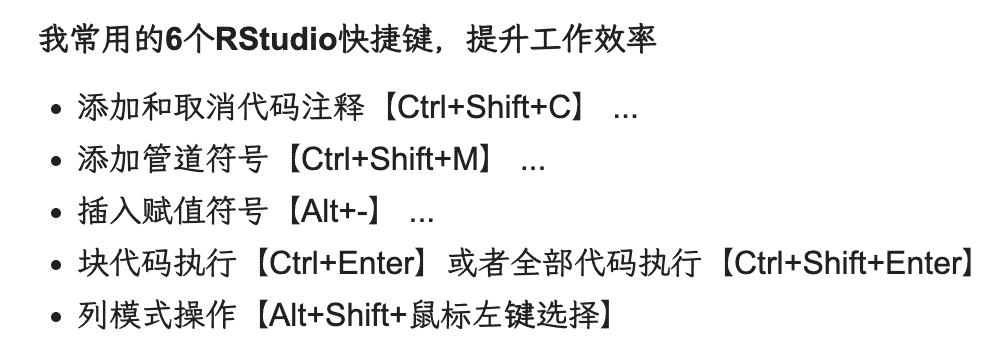 我常用的6个RStudio快捷键，提升工作效率
• 添加和取消代码注释【Ctrl+Shift+C】 ...
• 添加管道符号【Ctrl+Shift+M】 ...
• 插入赋值符号【Alt+-】 ...
• 块代码执行【Ctrl+Enter】或者全部代码执行【Ctrl+Shift+Enter】
• 列模式操作【Alt+Shift+鼠标左键选择】